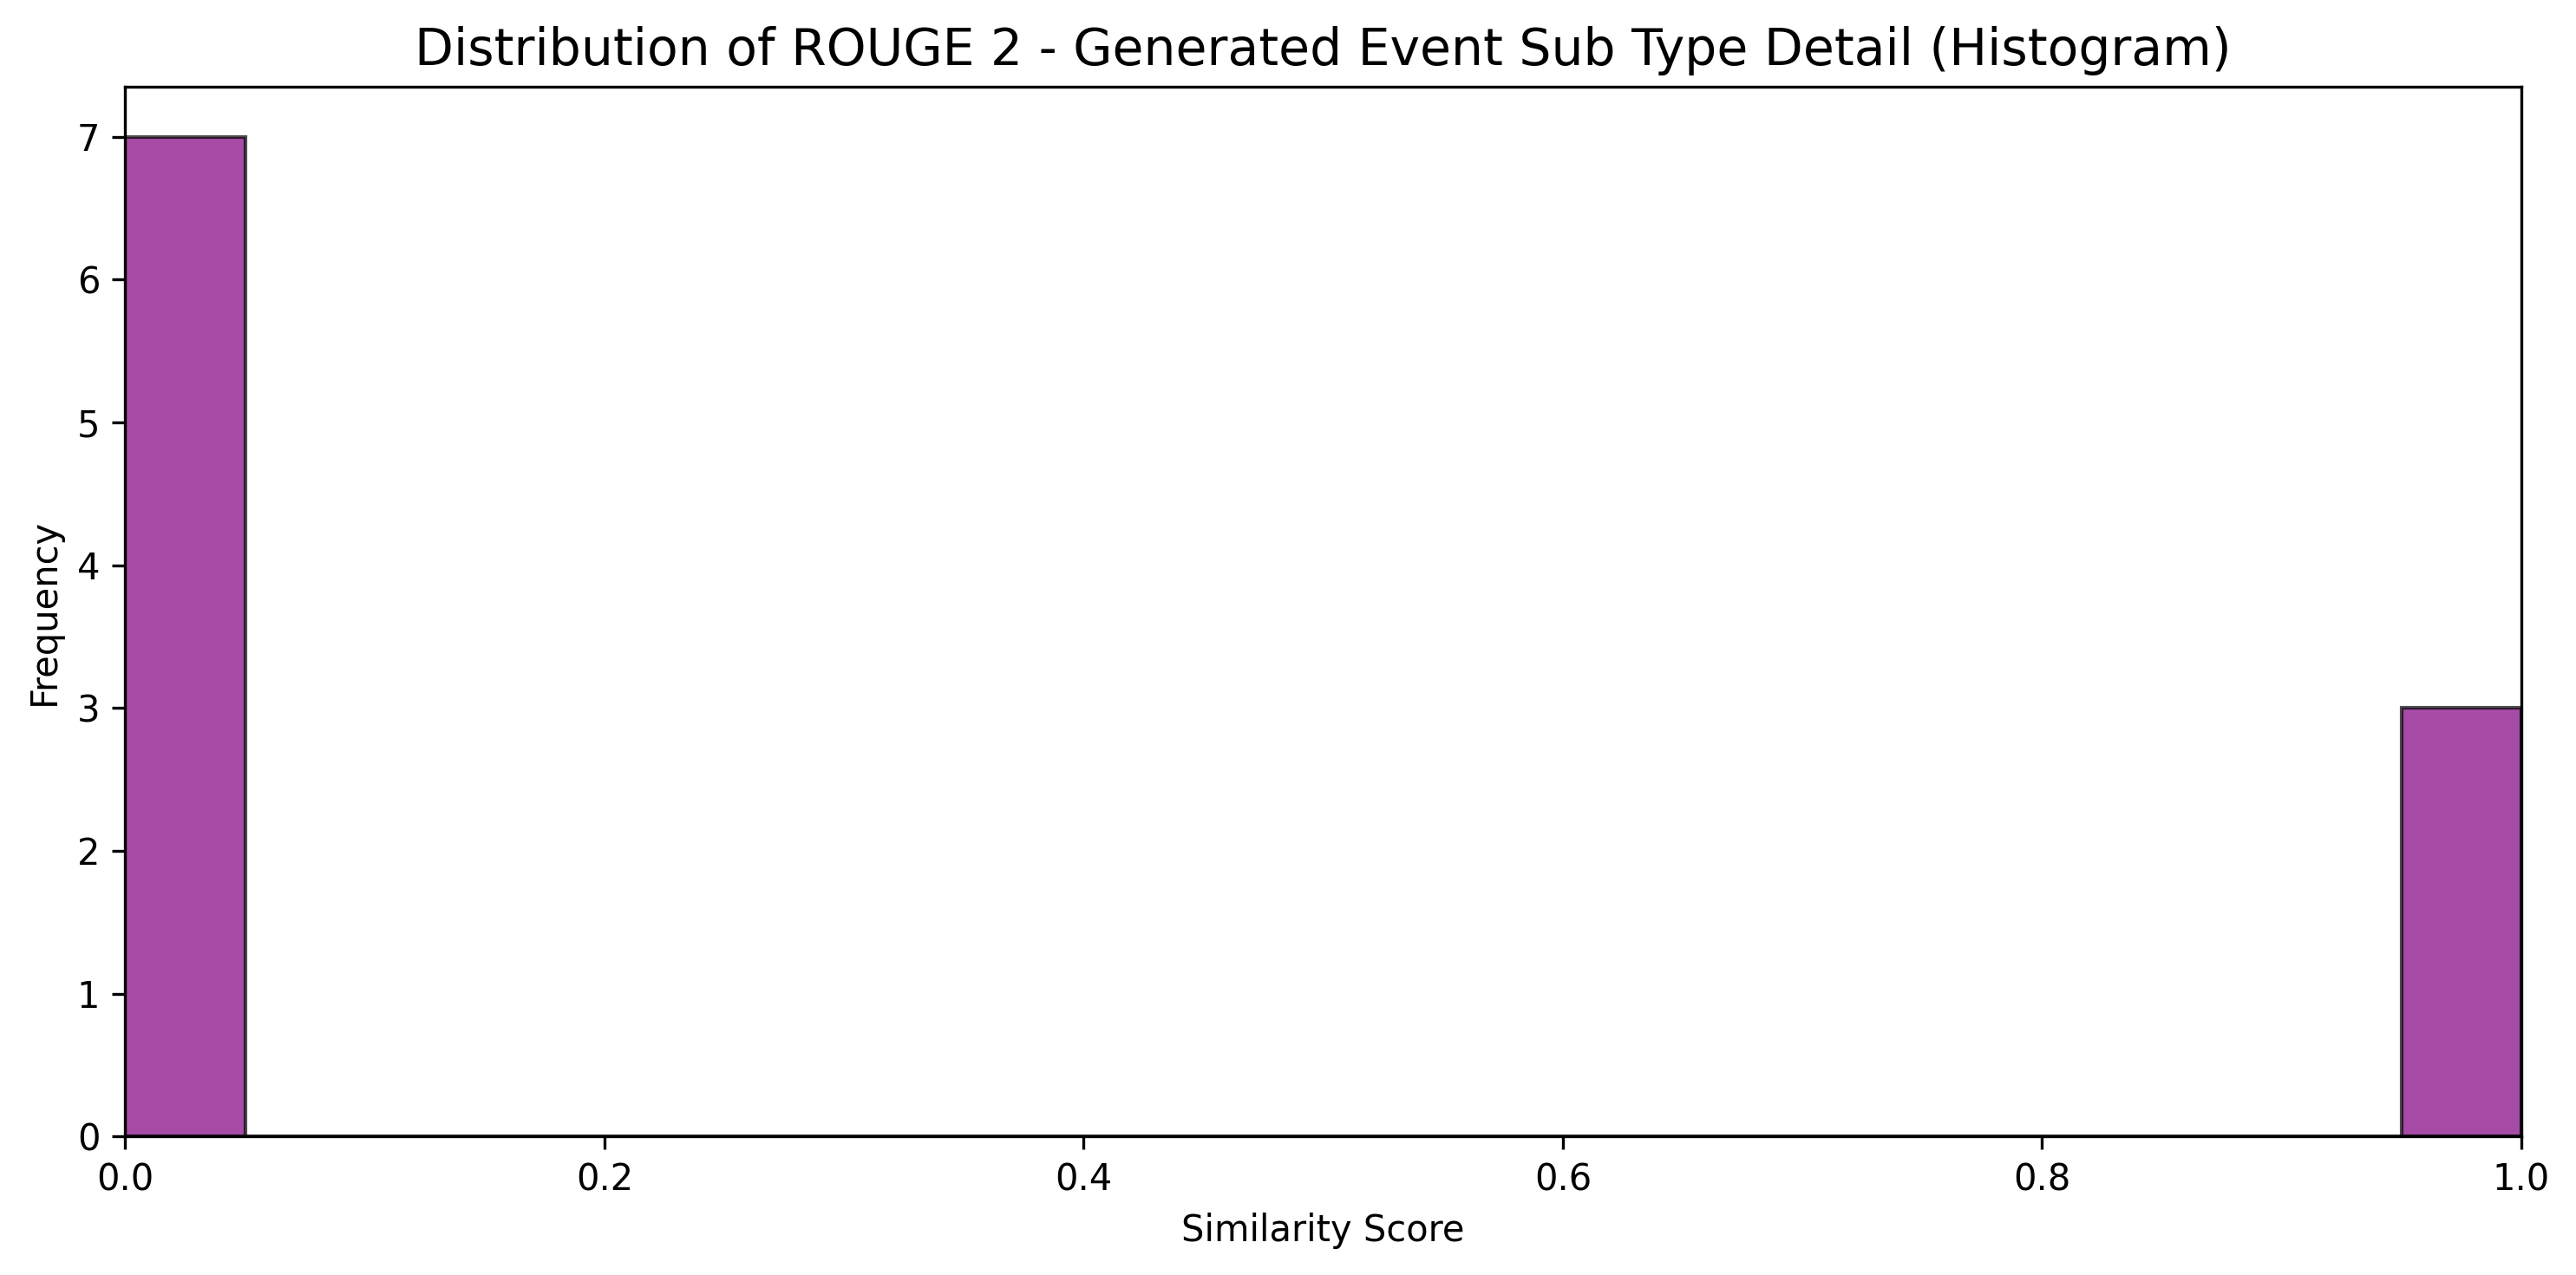 Distribution of ROUGE 2 - Generated Event Sub Type Detail (Histogram)
7
6
5
4
3
2
1
0
Frequency
0.0 0.2 0.4 0.6 0.8 1.0
Similarity Score